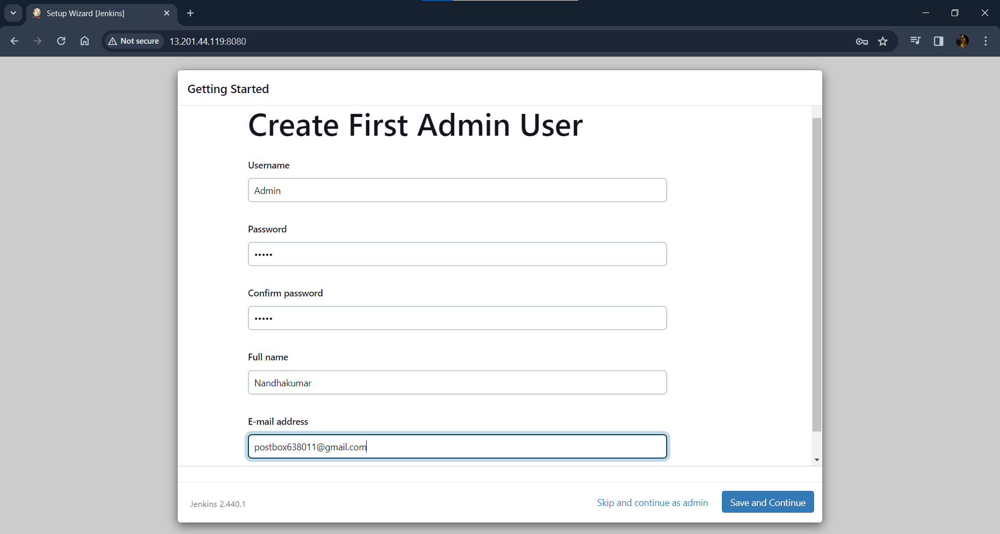 Setup Wizard [Jenkins]
Not secure
13.201.44.119:8080
Getting Started
Create First Admin User
Username
Admin
Password
•••••
Confirm password
•••••
Full name
Nandhakumar
E-mail address
postbox638011@gmail.com
Jenkins 2.440.1
Skip and continue as admin
Save and Continue